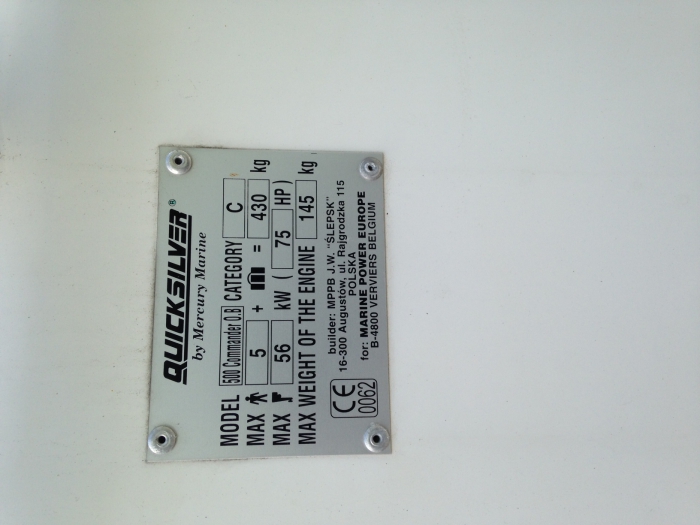 QUICKSILVER®
by Mercury Marine
MODEL 500 Commander O.B CATEGORY C
MAX 5 + = 430 kg
MAX 56 kW ( 75 HP)
MAX WEIGHT OF THE ENGINE 145 kg
CE 0062
builder: MPPB J.W. "ŚLEPSK"
16-300 Augustów; ul. Rajgrodzka 115
POLSKA
for: MARINE POWER EUROPE
B-4800 VERVIERS BELGIUM